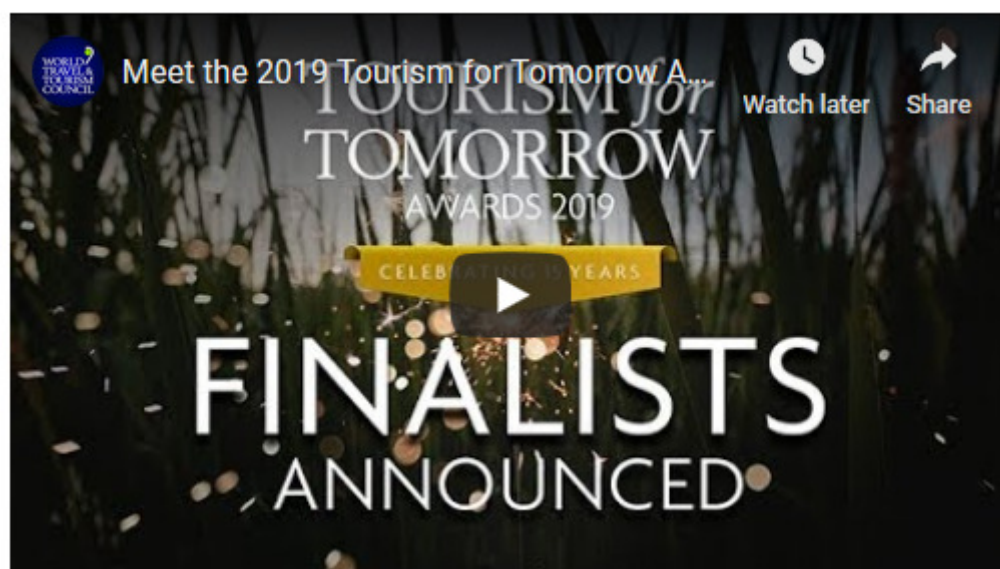 WORLD
TRAVEL &
TOURISM
COUNCIL
Meet the 2019 Tourism for Tomorrow A...
Watch later
Share
TOURISM for
TOMORROW
AWARDS 2019
CELEBRATING 15 YEARS
FINALISTS
ANNOUNCED